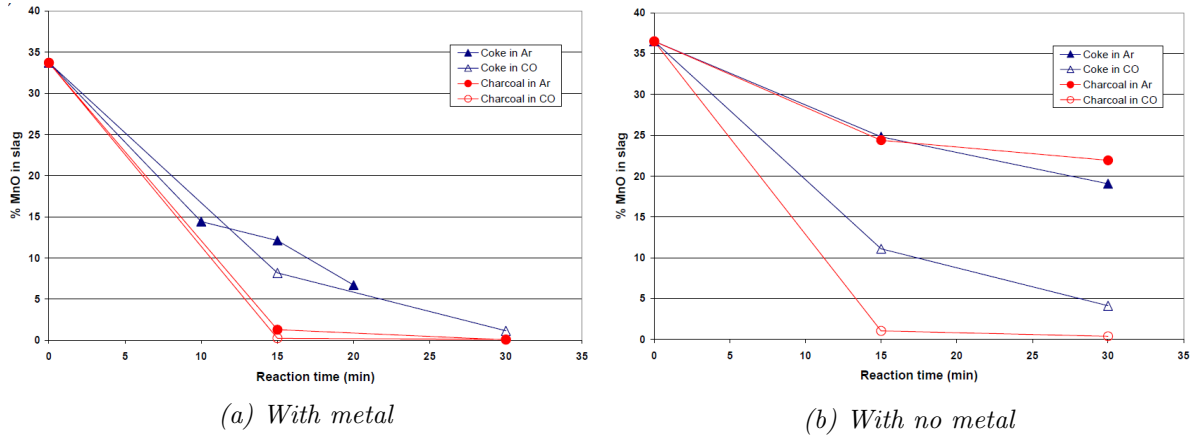 40
35
30
25
20
15
10
5
0
% MnO in slag
0 5 10 15 20 25 30 35
Reaction time (min)
Coke in Ar
Coke in CO
Charcoal in Ar
Charcoal in CO
(a) With metal
40
35
30
25
20
15
10
5
0
% MnO in slag
0 5 10 15 20 25 30 35
Reaction time (min)
Coke in Ar
Coke in CO
Charcoal in Ar
Charcoal in CO
(b) With no metal